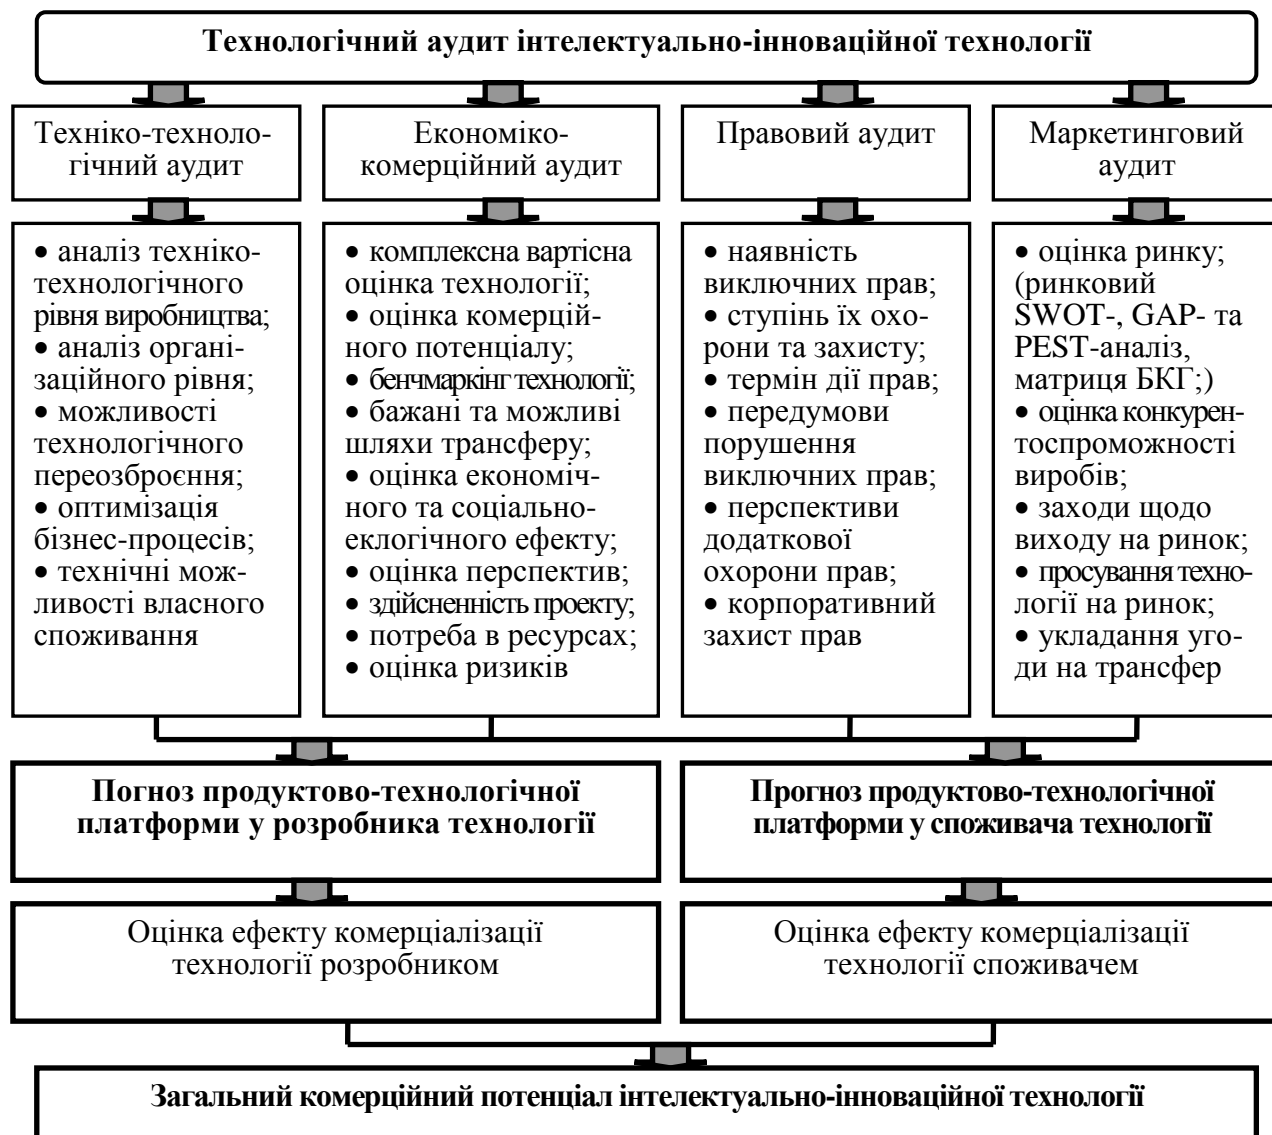 Технологічний аудит інтелектуально-інноваційної технології
Техніко-техноло-
гічний аудит
Економіко-
комерційний аудит
Правовий аудит
Маркетинговий
аудит
• аналіз техніко-
технологічного
рівня виробництва;
• аналіз органі-
заційного рівня;
• можливості
технологічного
переозброєння;
• оптимізація
бізнес-процесів;
• технічні мож-
ливості власного
споживання
• комплексна вартісна
оцінка технології;
• оцінка комерцій-
ного потенціалу;
• бенчмаркінг технології;
• бажані та можливі
шляхи трансферу;
• оцінка економіч-
ного та соціально-
еклогічного ефекту;
• оцінка перспектив;
• здійсненність проекту;
• потреба в ресурсах;
• оцінка ризиків
• наявність
виключних прав;
• ступінь їх охо-
рони та захисту;
• термін дії прав;
• передумови
порушення
виключних прав;
• перспективи
додаткової
охорони прав;
• корпоративний
захист прав
• оцінка ринку;
(ринковий
SWOT-, GAP- та
PEST-аналіз,
матриця БКГ;)
• оцінка конкурен-
тоспроможності
виробів;
• заходи щодо
виходу на ринок;
• просування техно-
логії на ринок;
• укладання уго-
ди на трансфер
Погноз продуктово-технологічної
платформи у розробника технології
Прогноз продуктово-технологічної
платформи у споживача технології
Оцінка ефекту комерціалізації
технології розробником
Оцінка ефекту комерціалізації
технології споживачем
Загальний комерційний потенціал інтелектуально-інноваційної технології